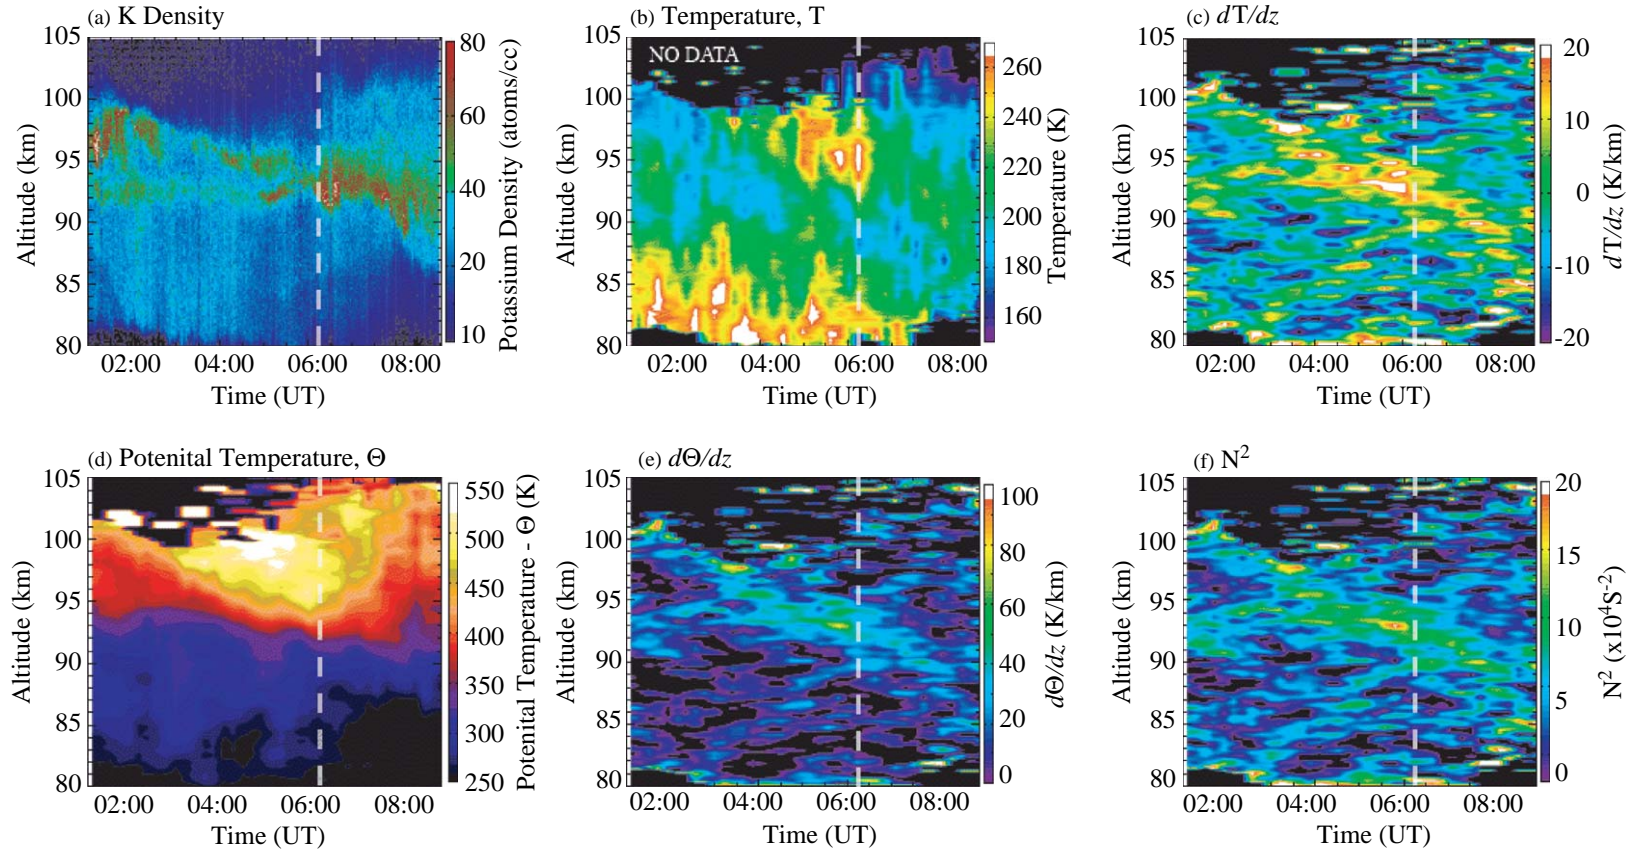 (a) K Density
105
100
95
90
85
80
Altitude (km)
02:00 04:00 06:00 08:00
Time (UT)
80
60
40
20
10
Potassium Density (atoms/cc)
(b) Temperature, T
NO DATA
105
100
95
90
85
80
Altitude (km)
02:00 04:00 06:00 08:00
Time (UT)
260
240
220
200
180
160
Temperature (K)
(c) dT/dz
105
100
95
90
85
80
Altitude (km)
02:00 04:00 06:00 08:00
Time (UT)
20
10
0
-10
-20
dT/dz (K/km)
(d) Potenital Temperature, Θ
105
100
95
90
85
80
Altitude (km)
02:00 04:00 06:00 08:00
Time (UT)
550
500
450
400
350
300
250
Potenital Temperature - Θ (K)
(e) dΘ/dz
105
100
95
90
85
80
Altitude (km)
02:00 04:00 06:00 08:00
Time (UT)
100
80
60
40
20
0
dΘ/dz (K/km)
(f) N²
105
100
95
90
85
80
Altitude (km)
02:00 04:00 06:00 08:00
Time (UT)
20
15
10
5
0
N² (x10⁴S⁻²)